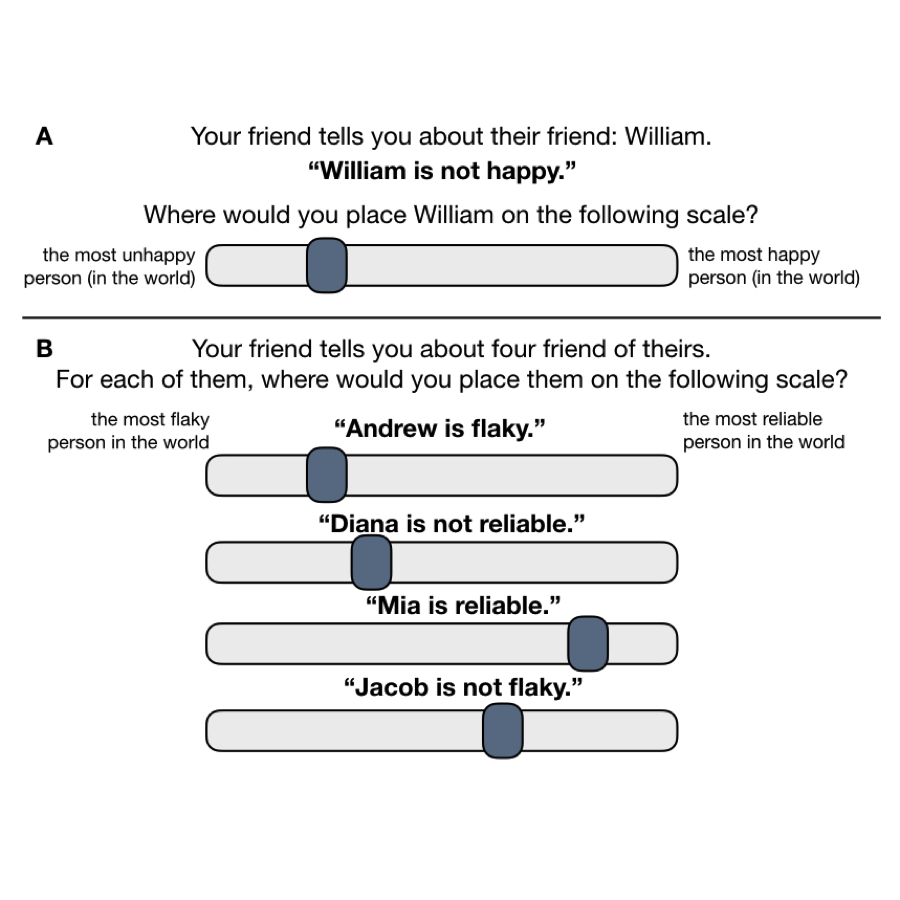 A
Your friend tells you about their friend: William.
“William is not happy.”
Where would you place William on the following scale?
the most unhappy
person (in the world)
the most happy
person (in the world)
B
Your friend tells you about four friend of theirs.
For each of them, where would you place them on the following scale?
the most flaky
person in the world
“Andrew is flaky.”
the most reliable
person in the world
“Diana is not reliable.”
“Mia is reliable.”
“Jacob is not flaky.”